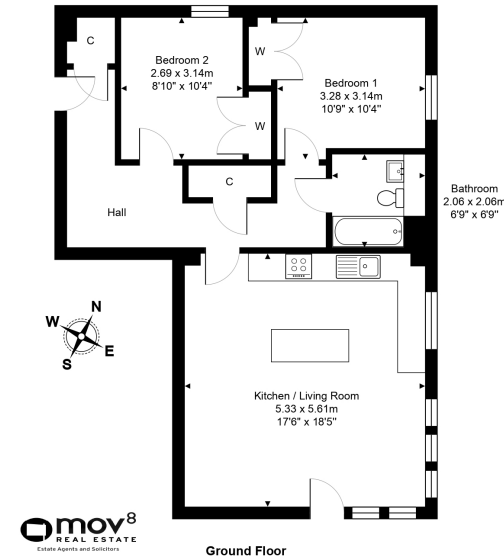 C
Bedroom 2
2.69 x 3.14m
8'10" x 10'4"
W
W
Bedroom 1
3.28 x 3.14m
10'9" x 10'4"
C
Hall
Bathroom
2.06 x 2.06m
6'9" x 6'9"
N
W
E
S
Kitchen / Living Room
5.33 x 5.61m
17'6" x 18'5"
mov8
REAL ESTATE
Estate Agents and Solicitors
Ground Floor